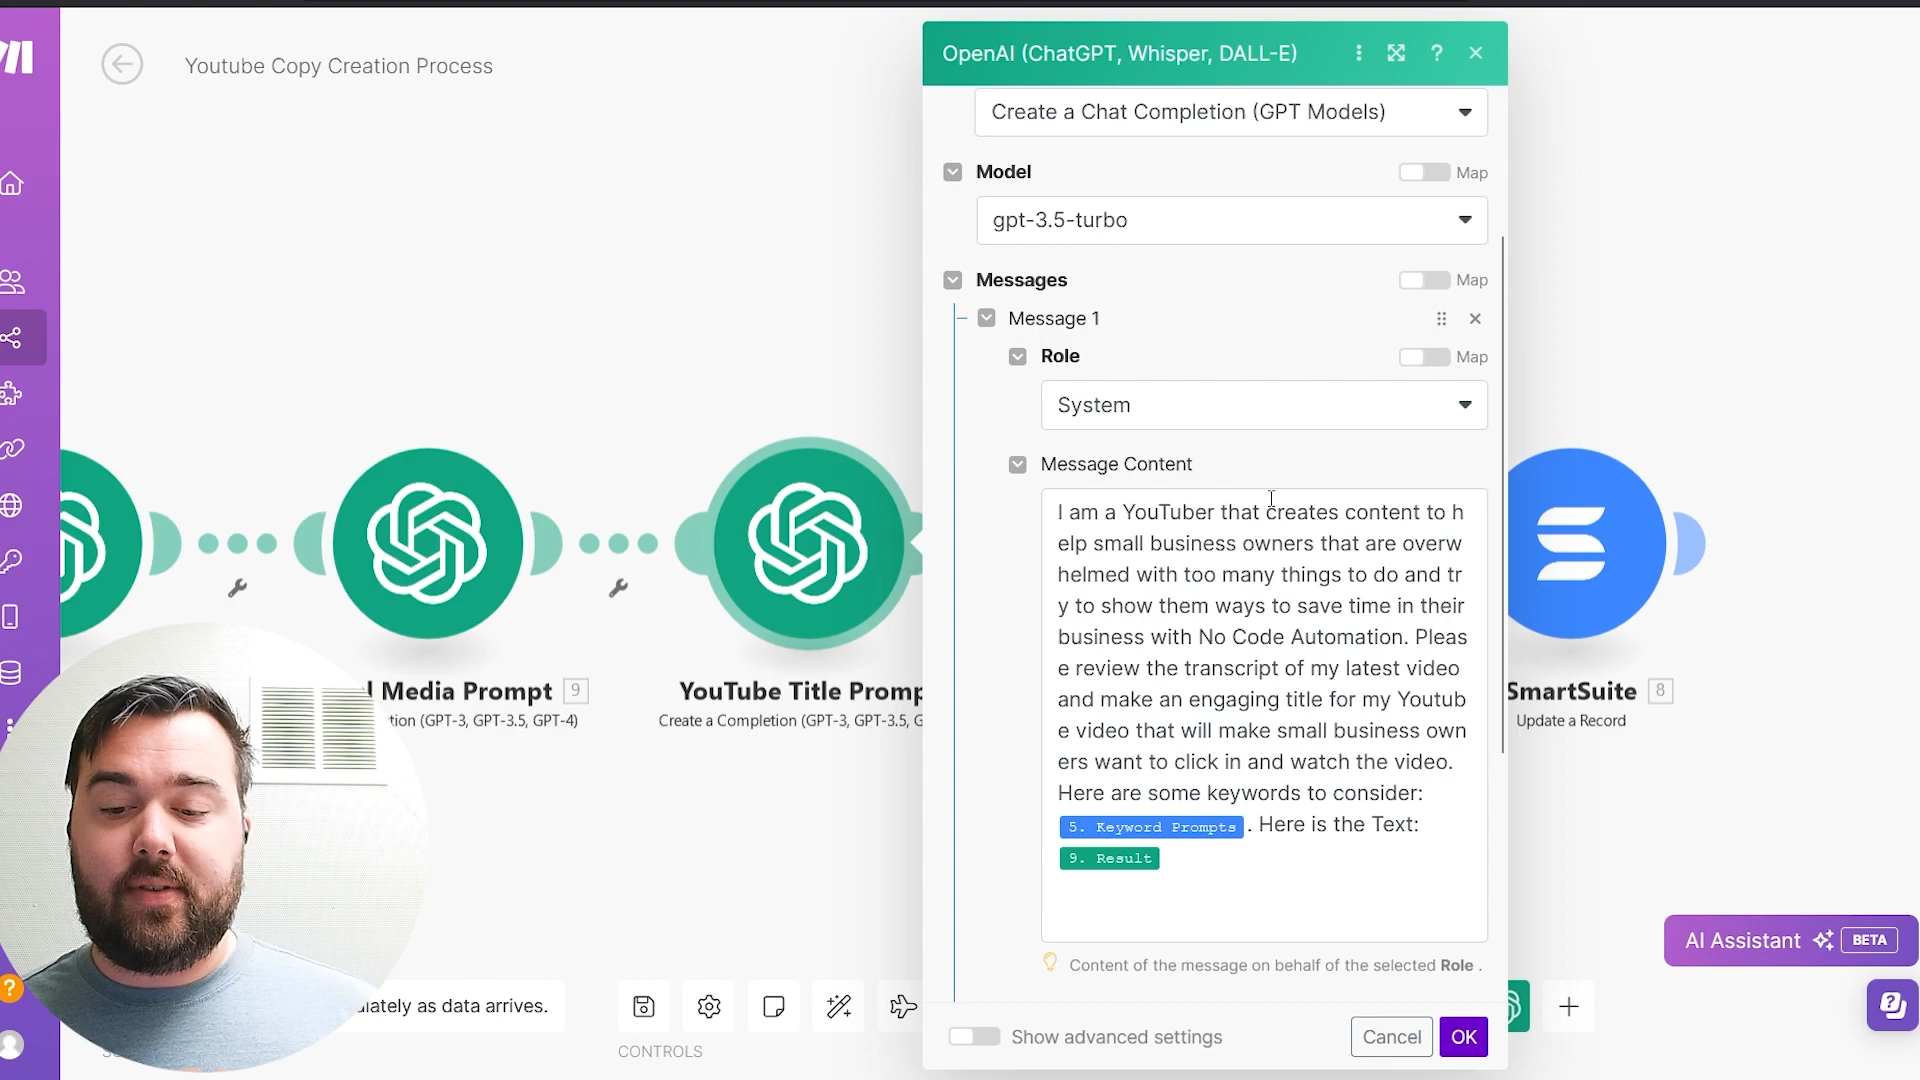 Youtube Copy Creation Process
OpenAI (ChatGPT, Whisper, DALL-E)
Create a Chat Completion (GPT Models)
Model
Map
gpt-3.5-turbo
Messages
Map
Message 1
Role
Map
System
Message Content
I am a YouTuber that creates content to h
elp small business owners that are overw
helmed with too many things to do and tr
y to show them ways to save time in their
business with No Code Automation. Pleas
e review the transcript of my latest video
and make an engaging title for my Youtub
e video that will make small business own
ers want to click in and watch the video.
Here are some keywords to consider:
5. Keyword Prompts . Here is the Text:
9. Result
Content of the message on behalf of the selected Role .
Show advanced settings
Cancel
OK
l Media Prompt 9
tion (GPT-3, GPT-3.5, GPT-4)
YouTube Title Promp
Create a Completion (GPT-3, GPT-3.5, G
SmartSuite 8
Update a Record
AI Assistant BETA
diately as data arrives.
CONTROLS